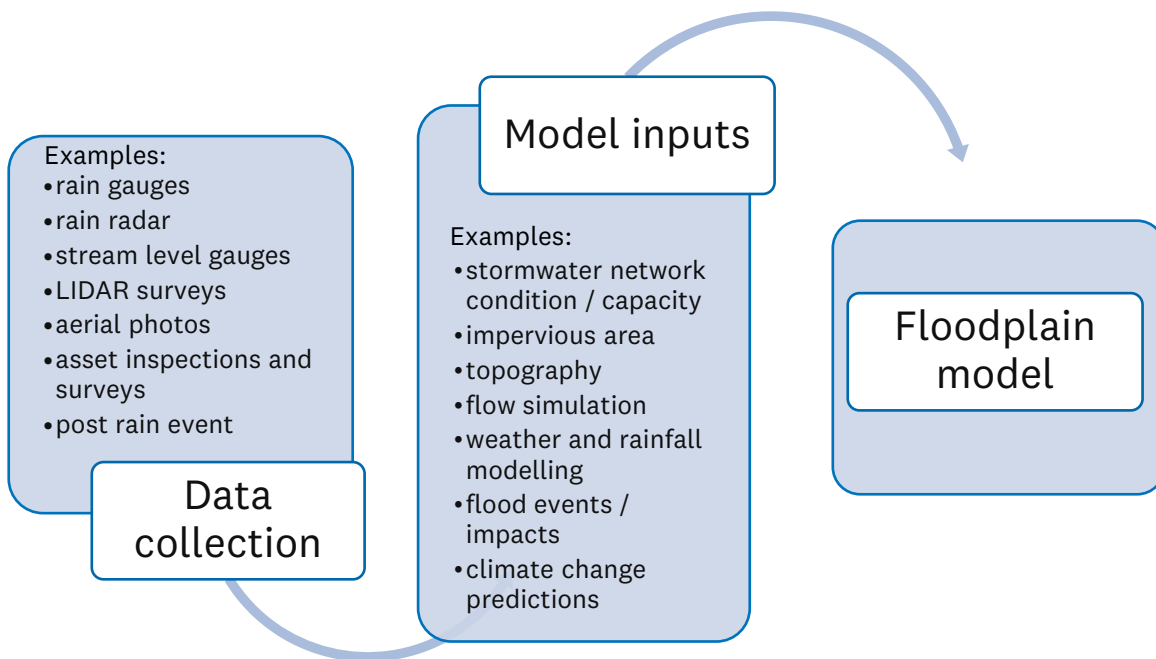 Examples:
•rain gauges
•rain radar
•stream level gauges
•LIDAR surveys
•aerial photos
•asset inspections and
surveys
•post rain event
Data
collection
Model inputs
Examples:
•stormwater network
condition / capacity
•impervious area
•topography
•flow simulation
•weather and rainfall
modelling
•flood events /
impacts
•climate change
predictions
Floodplain
model